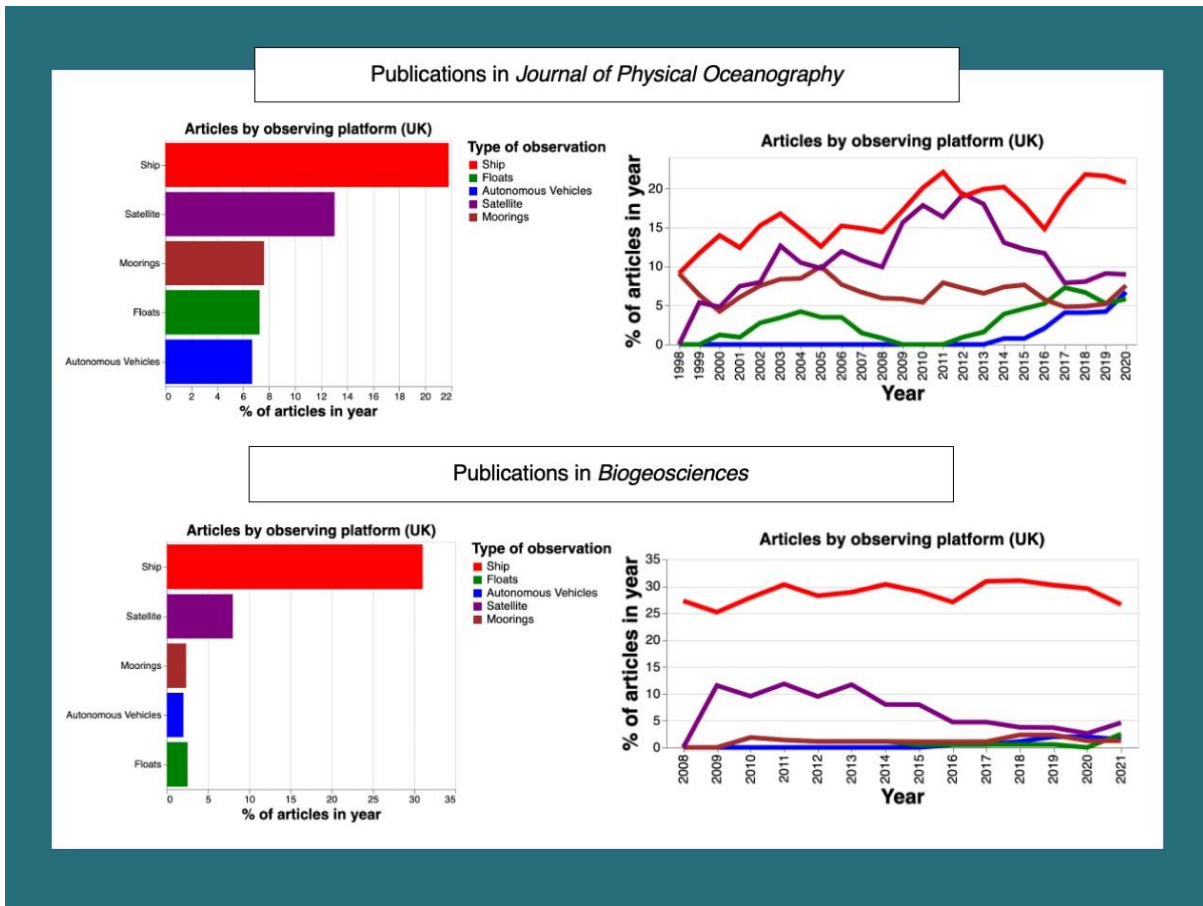 Publications in Journal of Physical Oceanography
Articles by observing platform (UK)
Ship
Satellite
Moorings
Floats
Autonomous Vehicles
0 2 4 6 8 10 12 14 16 18 20 22
% of articles in year
Type of observation
Ship
Floats
Autonomous Vehicles
Satellite
Moorings
Articles by observing platform (UK)
% of articles in year
20
15
10
5
0
1998 1999 2000 2001 2002 2003 2004 2005 2006 2007 2008 2009 2010 2011 2012 2013 2014 2015 2016 2017 2018 2019 2020
Year
Publications in Biogeosciences
Articles by observing platform (UK)
Ship
Satellite
Moorings
Autonomous Vehicles
Floats
0 5 10 15 20 25 30 35
% of articles in year
Type of observation
Ship
Floats
Autonomous Vehicles
Satellite
Moorings
Articles by observing platform (UK)
% of articles in year
35
30
25
20
15
10
5
0
2008 2009 2010 2011 2012 2013 2014 2015 2016 2017 2018 2019 2020 2021
Year